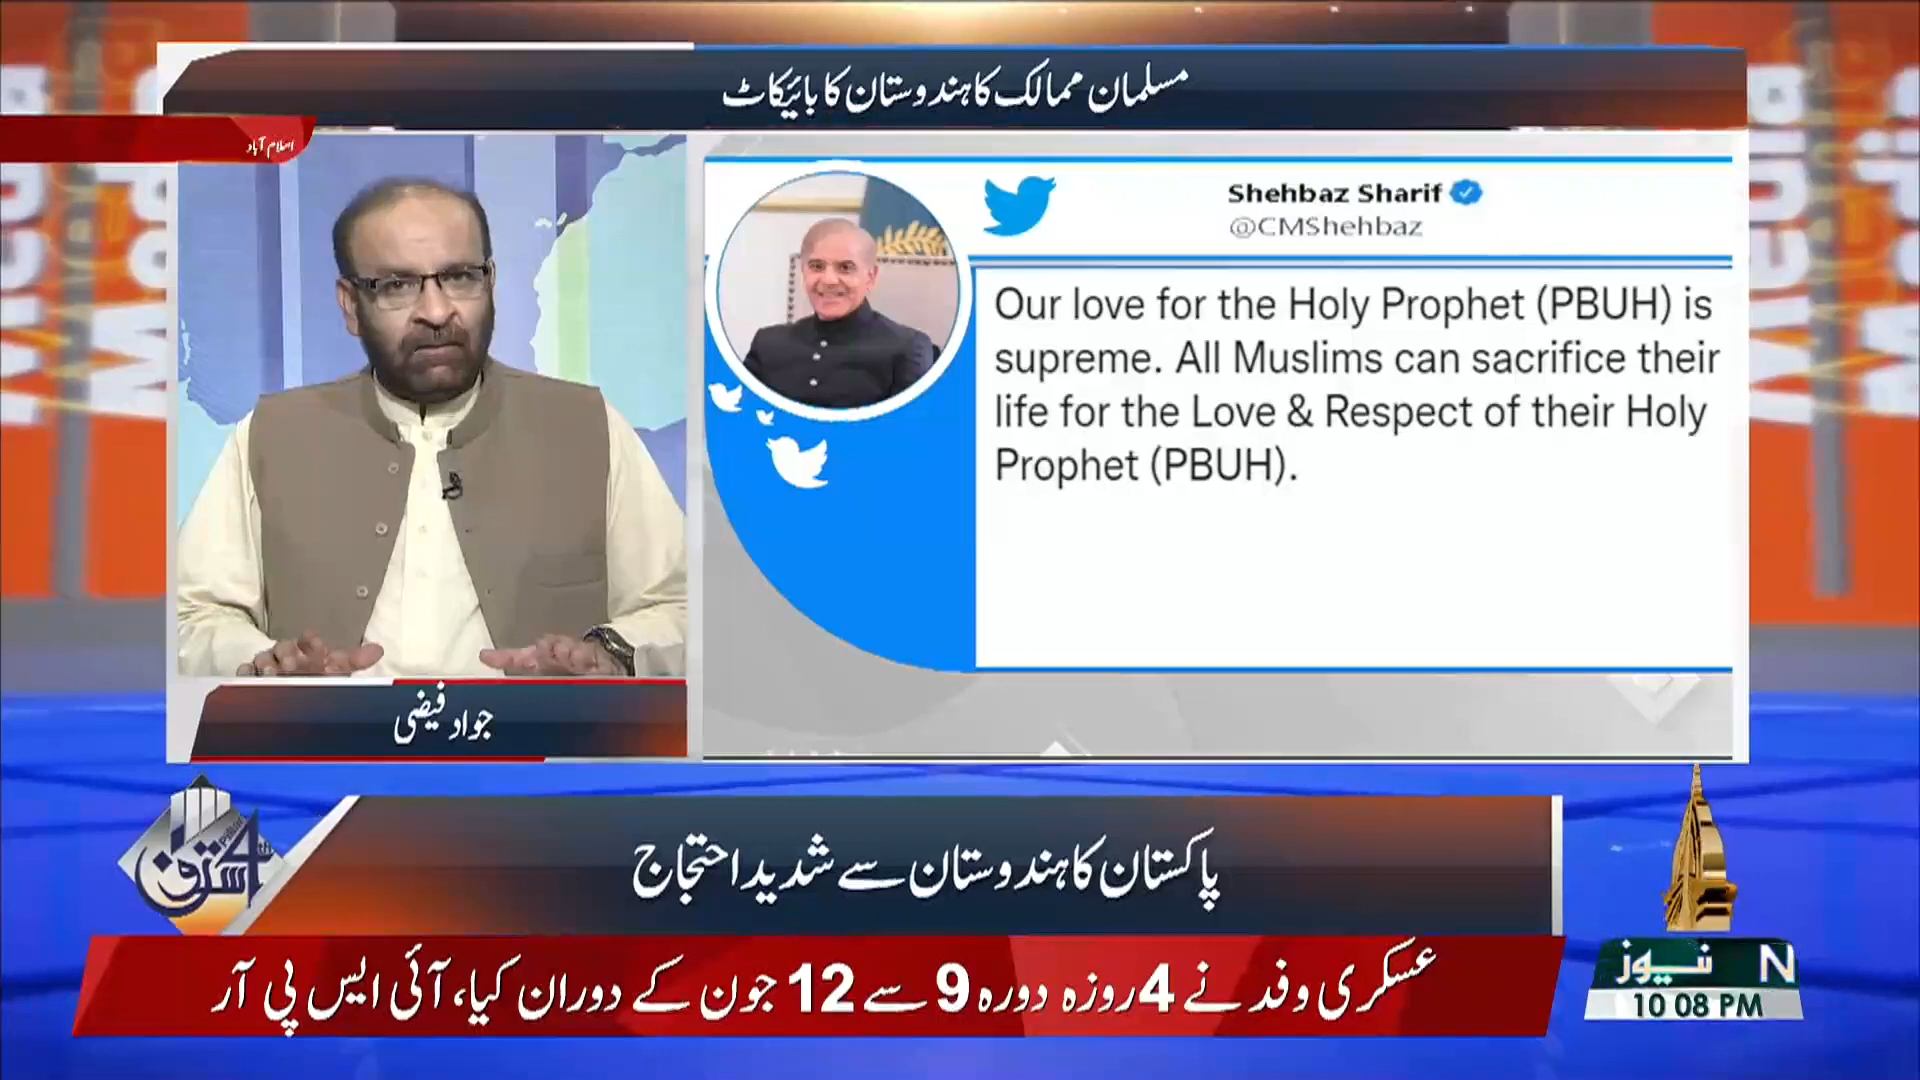 مسلمان ممالک کا ہندوستان کا بائیکاٹ
اسلام آباد
Shehbaz Sharif
@CMShehbaz
Our love for the Holy Prophet (PBUH) is
supreme. All Muslims can sacrifice their
life for the Love & Respect of their Holy
Prophet (PBUH).
جواد فیضی
پاکستان کا ہندوستان سے شدید احتجاج
عسکری وفد نے 4 روزہ دورہ 9 سے 12 جون کے دوران کیا، آئی ایس پی آر
نیوز N
10 08 PM